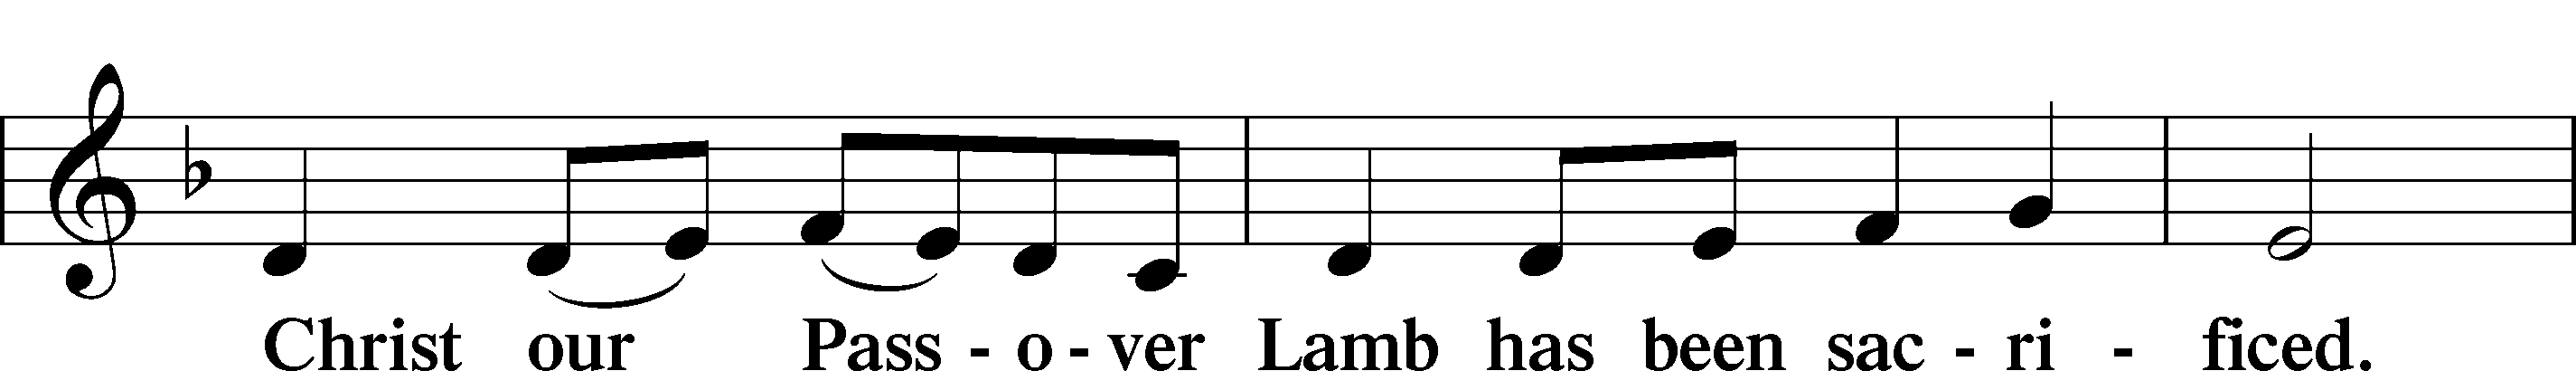 Christ our Pass - o - ver Lamb has been sac - ri - ficed.